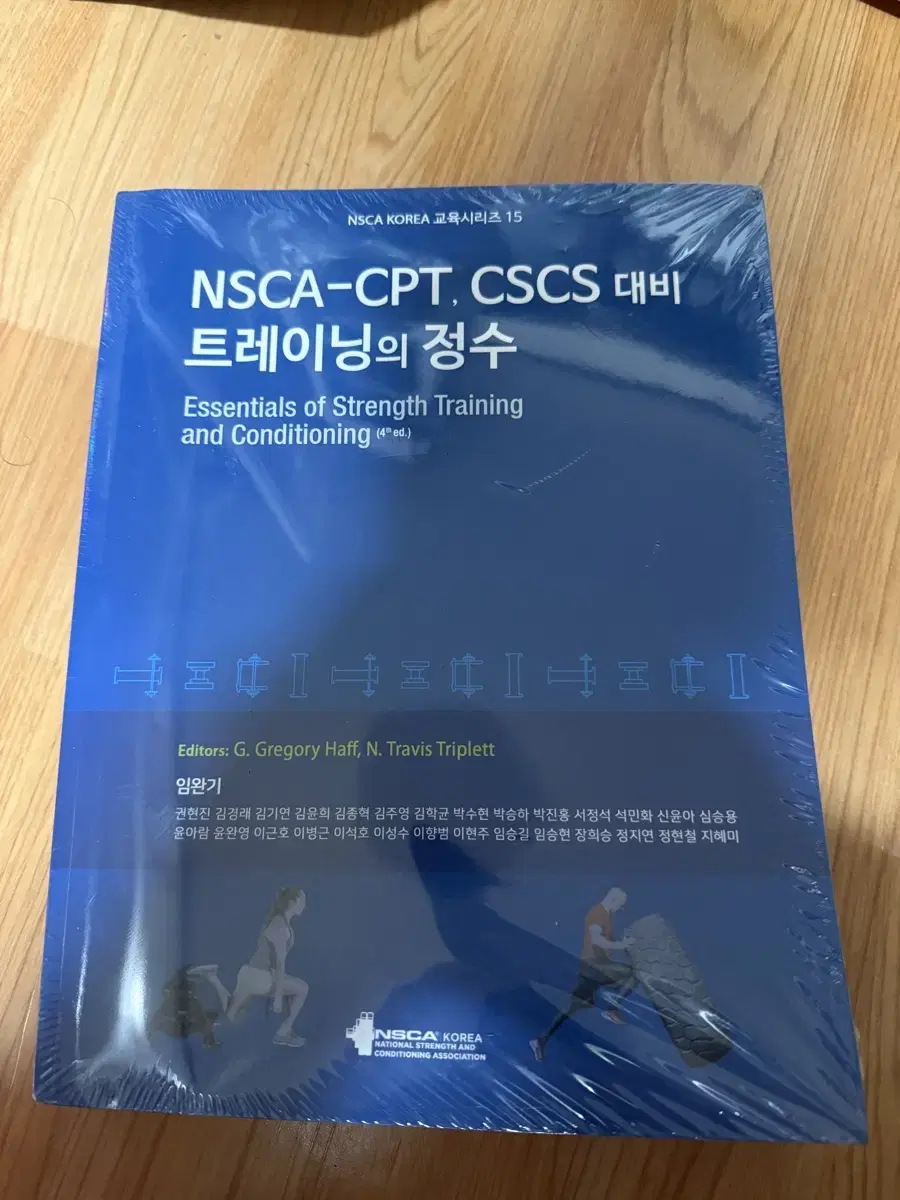 NSCA KOREA 교육시리즈 15
NSCA-CPT, CSCS 대비
트레이닝의 정수
Essentials of Strength Training
and Conditioning (4th ed.)
Editors: G. Gregory Haff, N. Travis Triplett
임완기
권현진 김경래 김기연 김윤희 김종혁 김주영 김학균 박수현 박승하 박진홍 서정석 석민화 신윤아 심승용
윤아람 윤완영 이근호 이병근 이석호 이성수 이향범 이현주 임승길 임승현 장희승 정지연 정현철 지혜미
NSCA® KOREA
NATIONAL STRENGTH AND
CONDITIONING ASSOCIATION